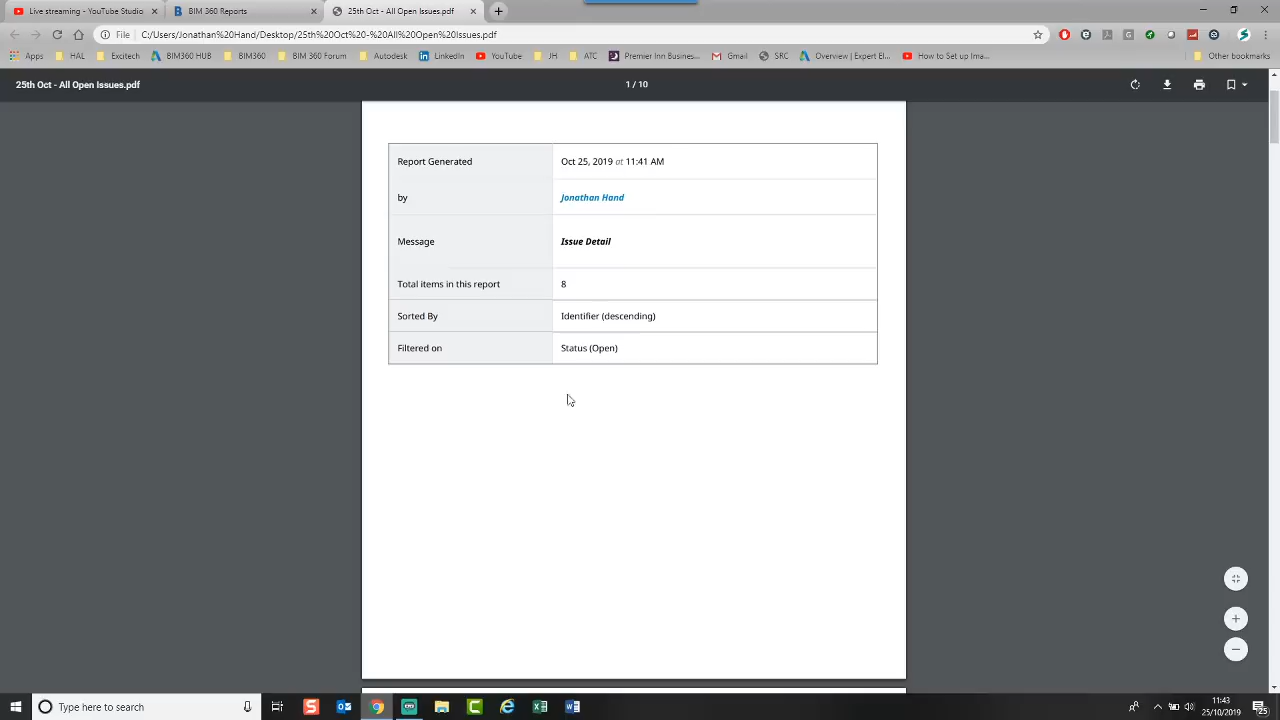 Live streaming - YouTube Studio
BIM 360 Reports
25th Oct - All Open Issues.pdf
File C:/Users/Jonathan%20Hand/Desktop/25th%20Oct%20-%20All%20Open%20Issues.pdf
Apps HAL Excitech BIM360 HUB BIM360 BIM 360 Forum Autodesk LinkedIn YouTube JH ATC Premier Inn Business... Gmail SRC Overview | Expert El... How to Set up Ima... Other bookmarks
25th Oct - All Open Issues.pdf 1 / 10
Report Generated Oct 25, 2019 at 11:41 AM
by Jonathan Hand
Message Issue Detail
Total items in this report 8
Sorted By Identifier (descending)
Filtered on Status (Open)
Type here to search
11:43
25/10/2019